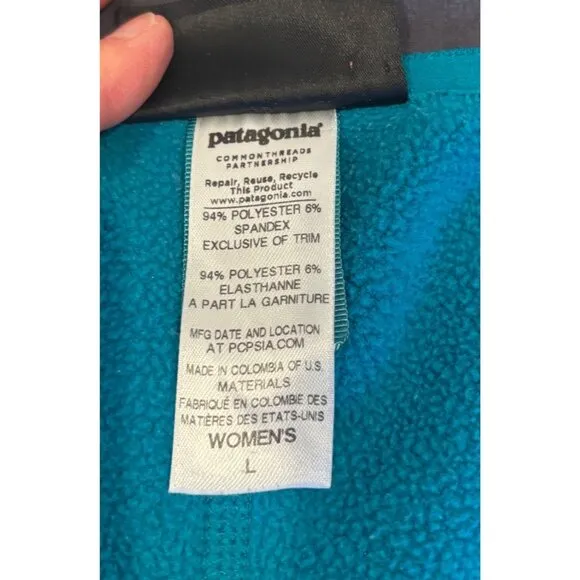 patagonia®
COMMONTHREADS
PARTNERSHIP
Repair, Reuse, Recycle
This Product
www.patagonia.com
94% POLYESTER 6%
SPANDEX
EXCLUSIVE OF TRIM
94% POLYESTER 6%
ELASTHANNE
A PART LA GARNITURE
MFG DATE AND LOCATION
AT PCPSIA.COM
MADE IN COLOMBIA OF U.S.
MATERIALS
FABRIQUÉ EN COLOMBIE DES
MATIÈRES DES ETATS-UNIS
WOMEN'S
L